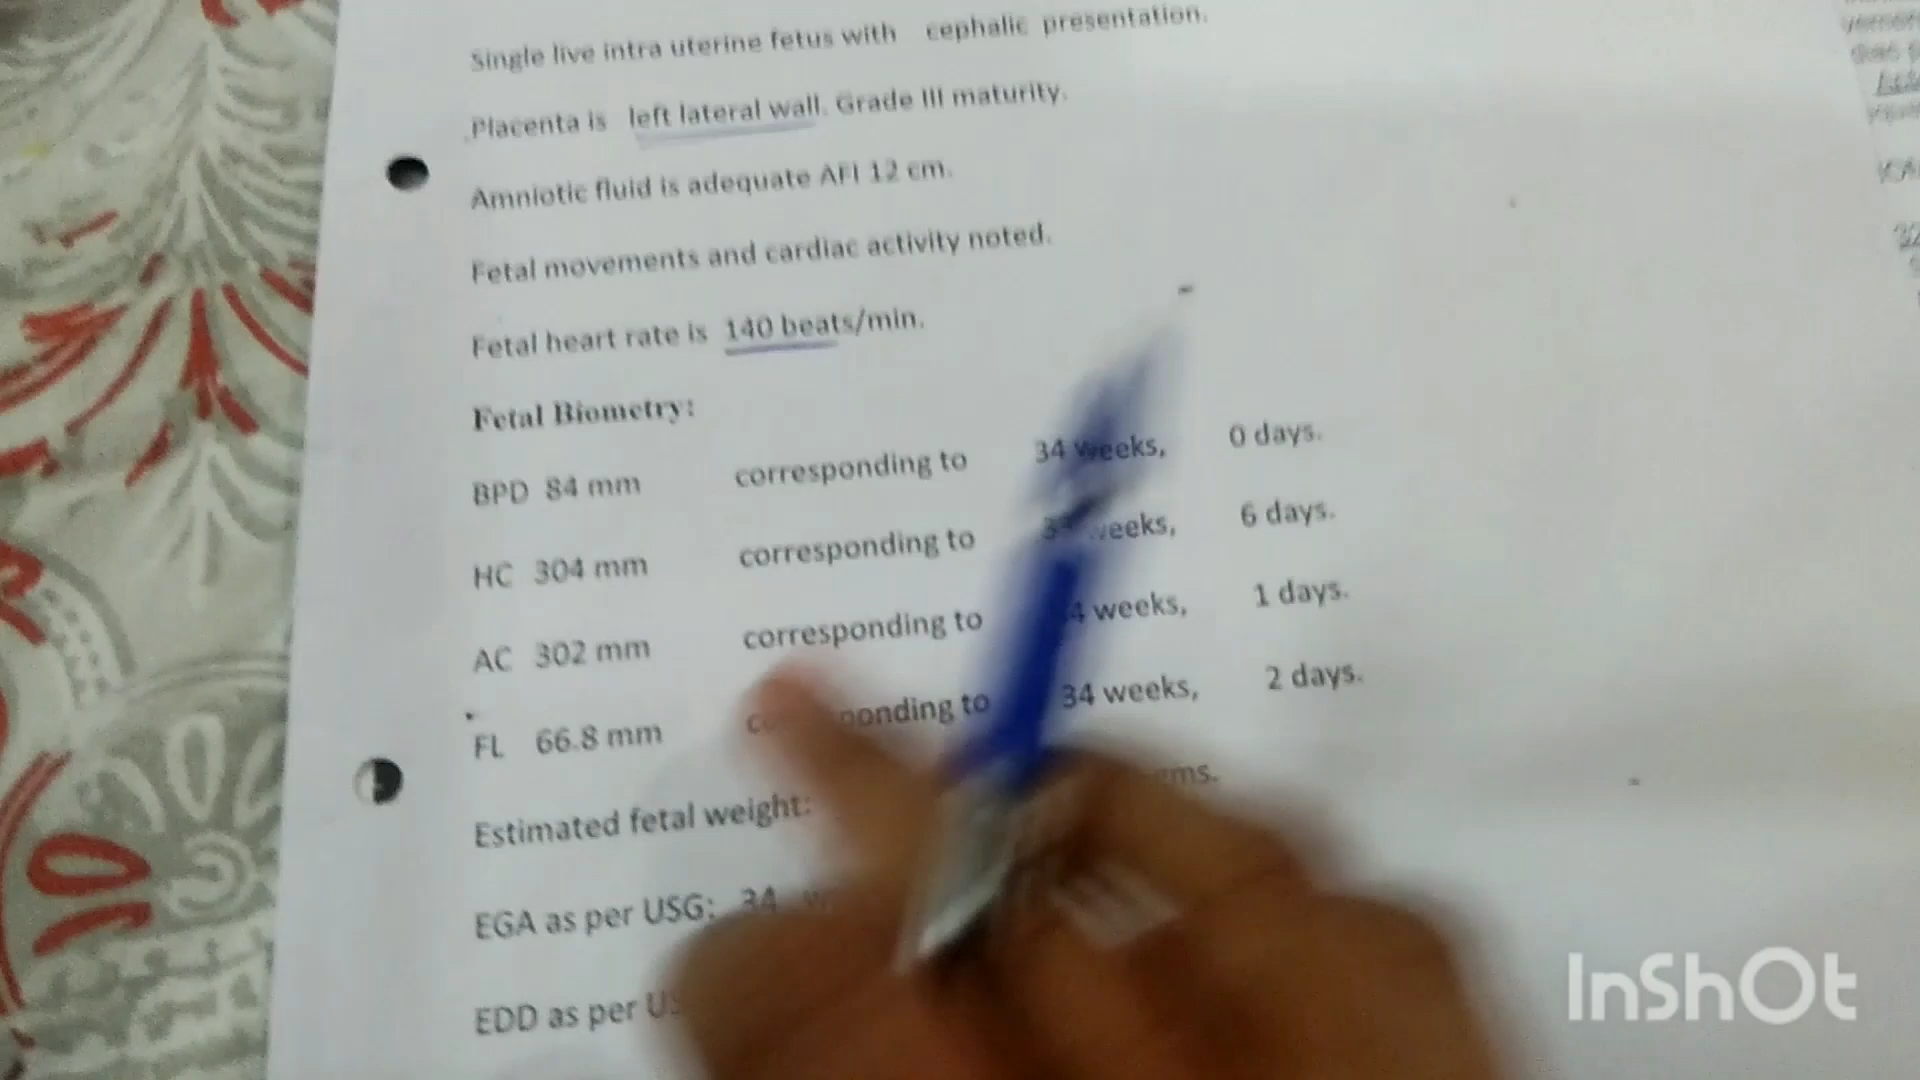 Single live intra uterine fetus with cephalic presentation.
Placenta is left lateral wall. Grade III maturity.
Amniotic fluid is adequate AFI 12 cm.
Fetal movements and cardiac activity noted.
Fetal heart rate is 140 beats/min.
Fetal Biometry:
BPD 84 mm corresponding to 34 weeks, 0 days.
HC 304 mm corresponding to weeks, 6 days.
AC 302 mm corresponding to weeks, 1 days.
FL 66.8 mm corresponding to 34 weeks, 2 days.
Estimated fetal weight:
EGA as per USG: 34
EDD as per
InShOt